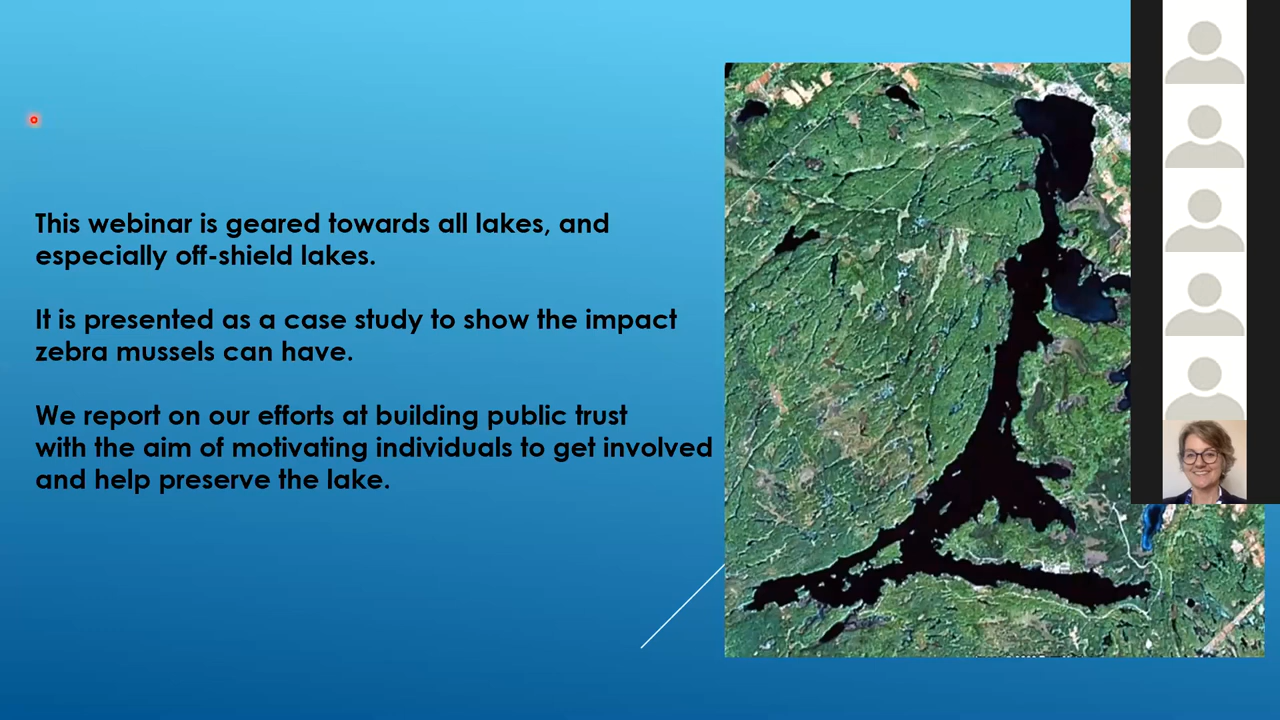 This webinar is geared towards all lakes, and
especially off-shield lakes.
It is presented as a case study to show the impact
zebra mussels can have.
We report on our efforts at building public trust
with the aim of motivating individuals to get involved
and help preserve the lake.